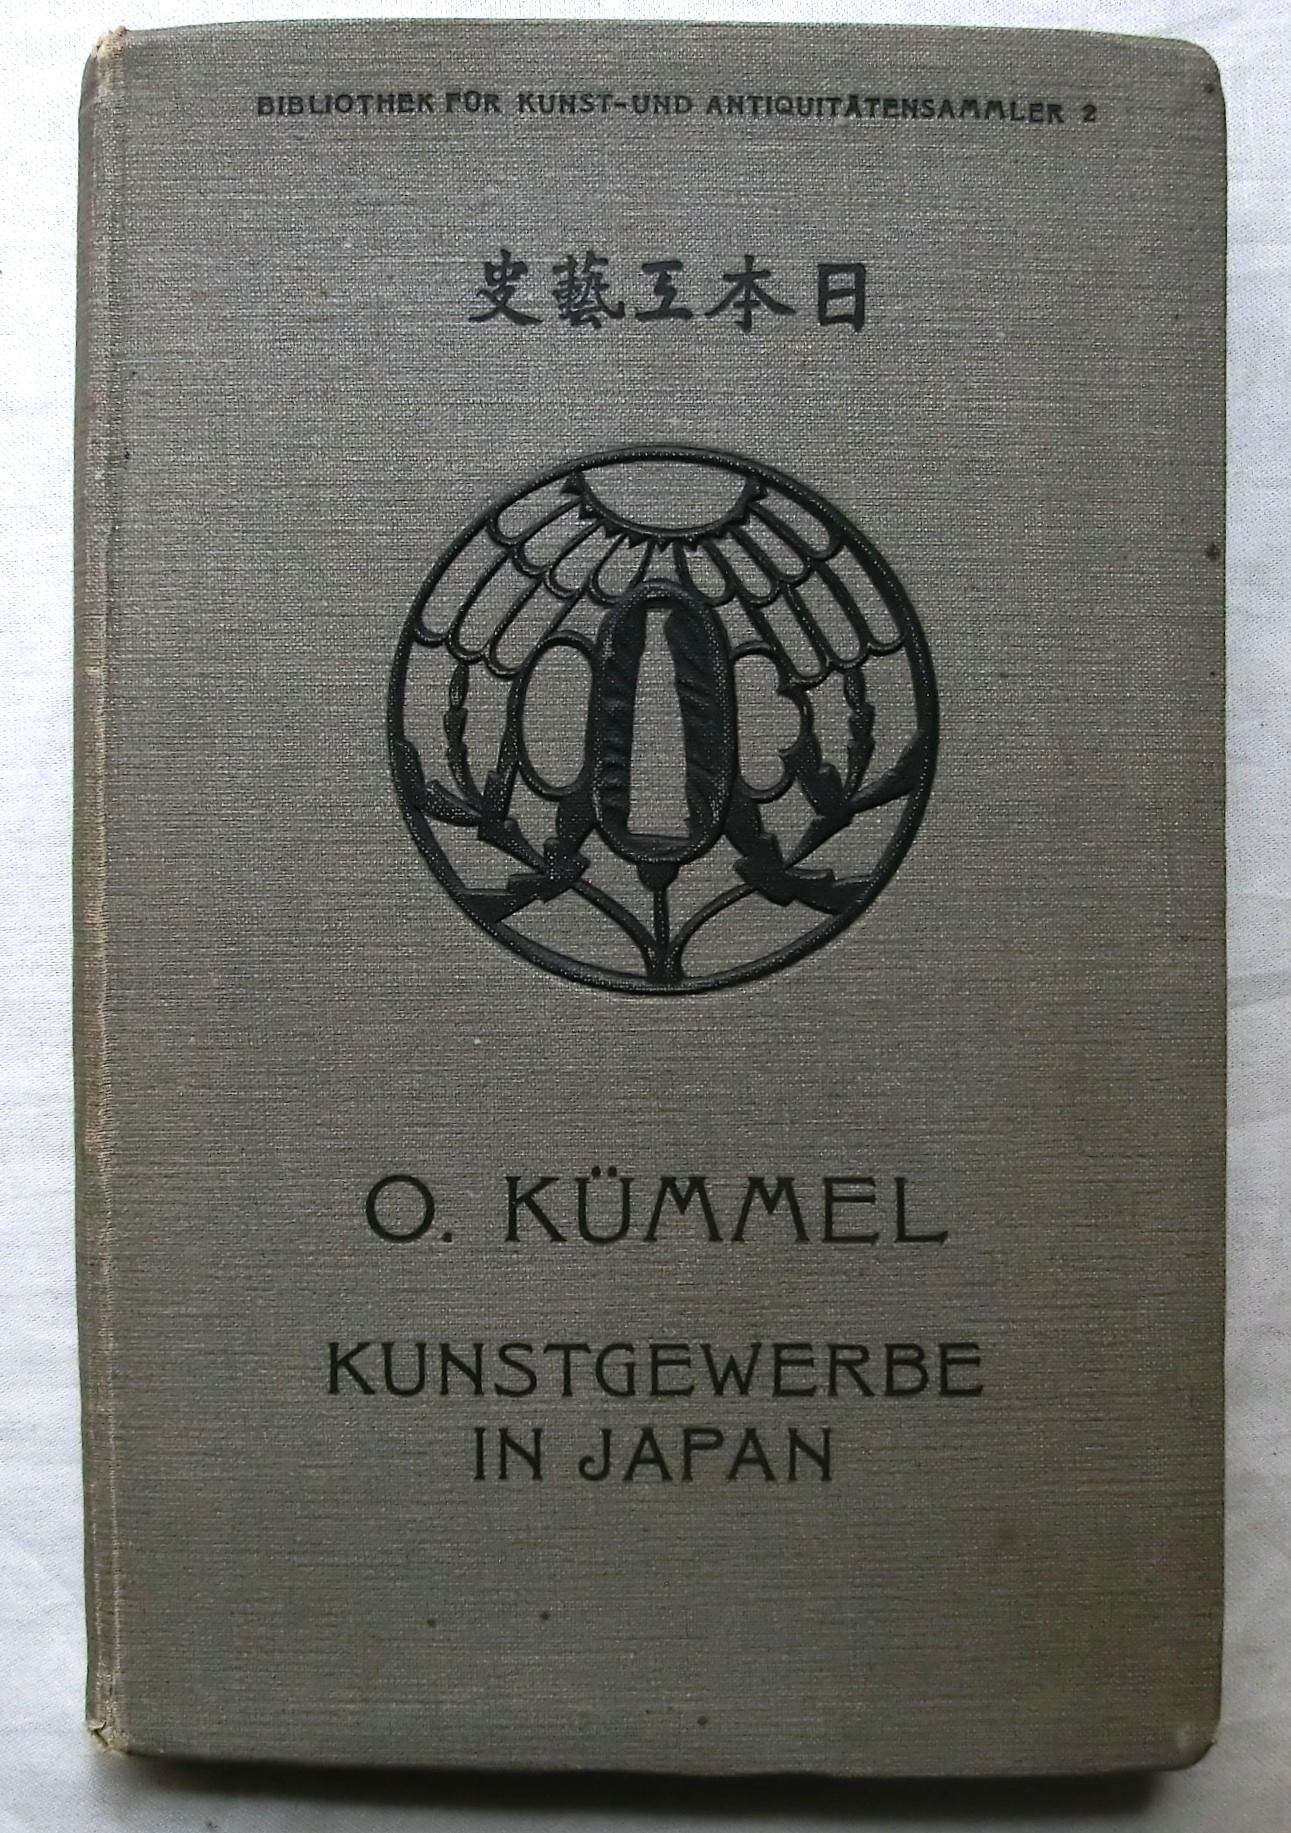 BIBLIOTHEK FÜR KUNST-UND ANTIQUITÄTENSAMMLER 2
日本工藝史
O. KÜMMEL
KUNSTGEWERBE
IN JAPAN